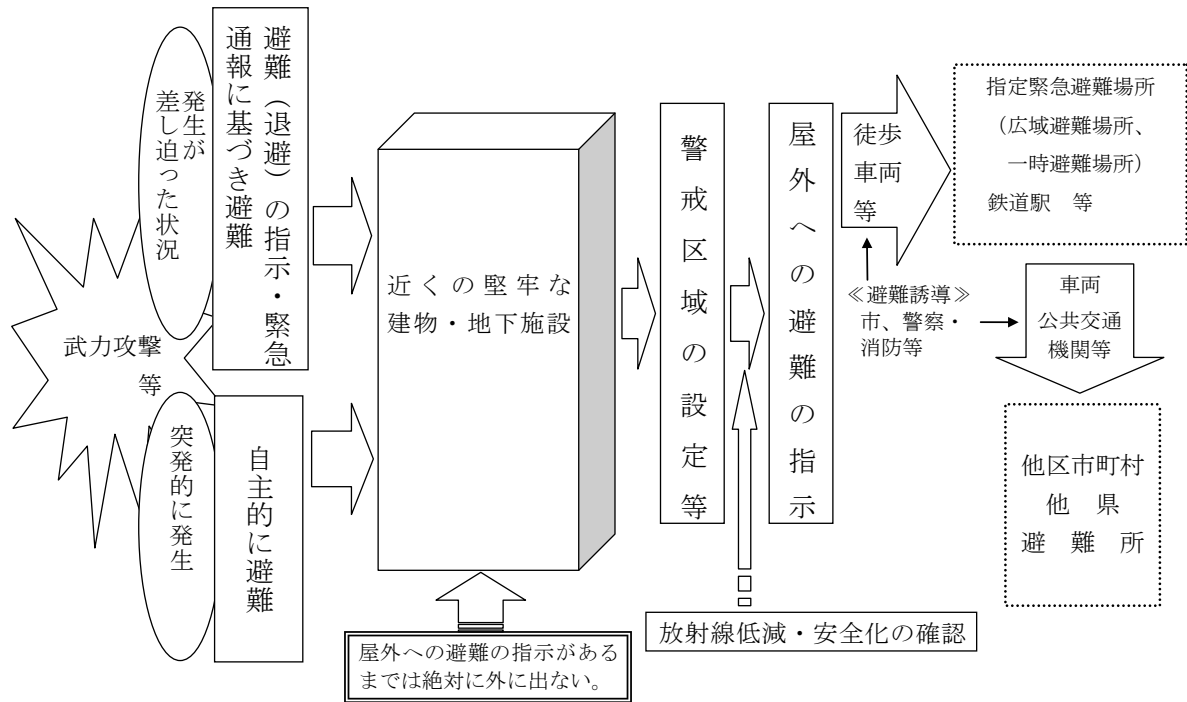 武力攻撃
等
発生が
差し迫った状況
避難（退避）の指示・緊急
通報に基づき避難
突発的に発生
自主的に避難
近くの堅牢な
建物・地下施設
屋外への避難の指示がある
までは絶対に外に出ない。
警戒区域の設定等
放射線低減・安全化の確認
屋外への避難の指示
徒歩
車両
等
≪避難誘導≫
市、警察・
消防等
指定緊急避難場所
（広域避難場所、
一時避難場所）
鉄道駅　等
車両
公共交通
機関等
他区市町村
他　県
避　難　所